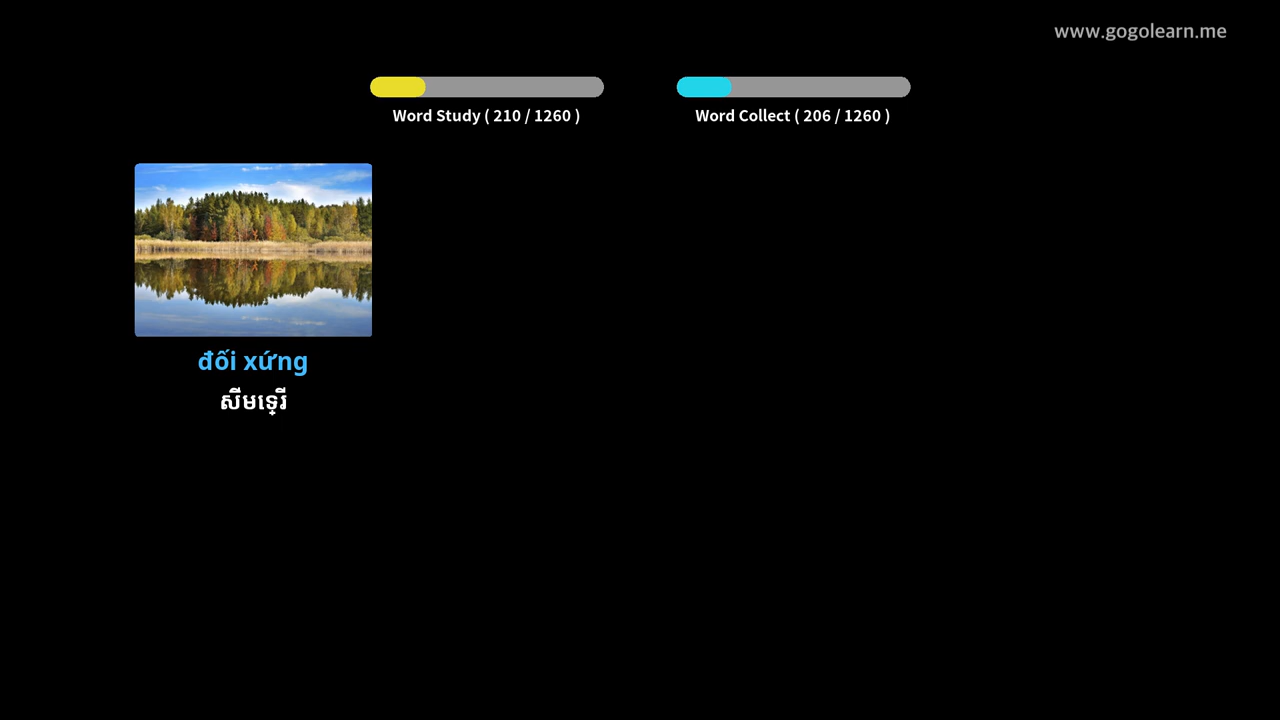 www.gogolearn.me
Word Study ( 210 / 1260 )
Word Collect ( 206 / 1260 )
đối xứng
ស៊ីមេទ្រី